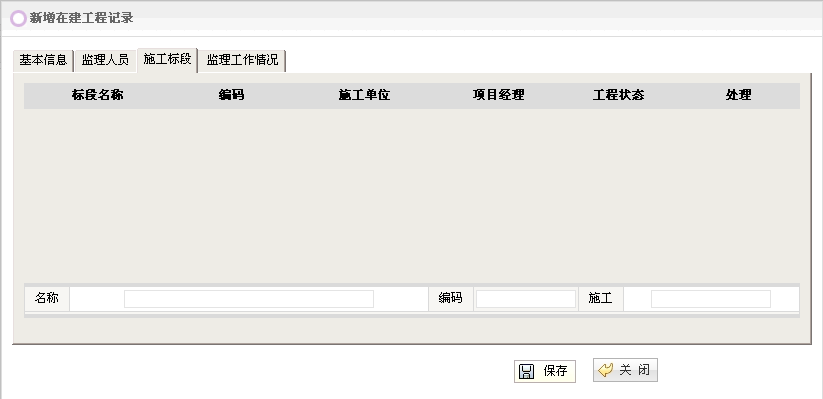 新增在建工程记录
基本信息 监理人员 施工标段 监理工作情况
标段名称 编码 施工单位 项目经理 工程状态 处理
名称 编码 施工
保存 关 闭